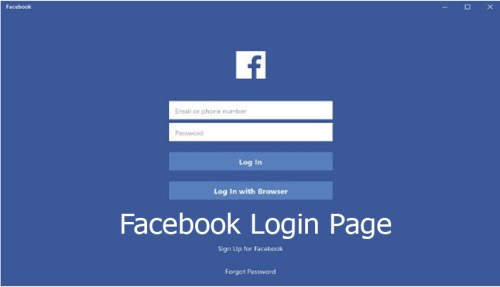 Facebook
Email or phone number
Password
Log In
Log In with Browser
Facebook Login Page
Sign Up for Facebook
Forgot Password